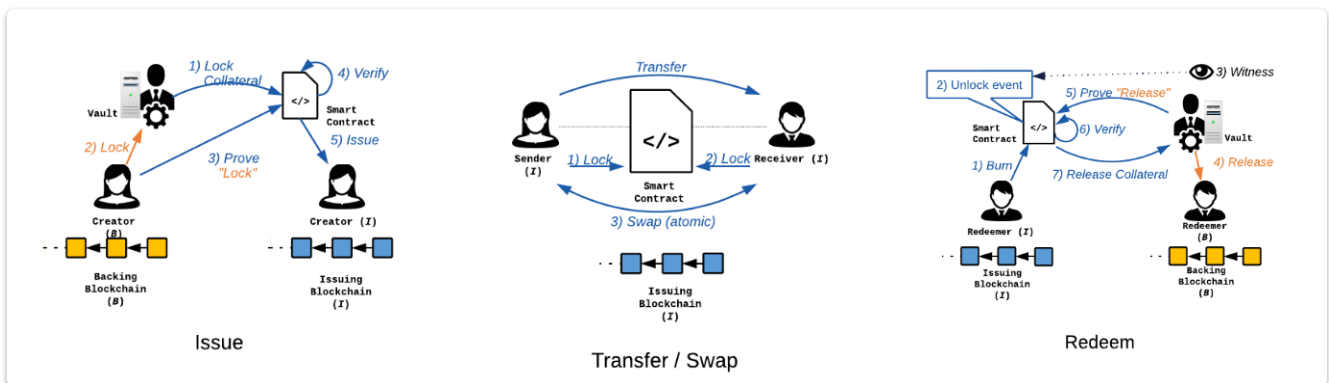 1) Lock
Collateral
4) Verify
</>
Vault
Smart
Contract
2) Lock
3) Prove
"Lock"
5) Issue
Creator
(B)
Creator (I)
Backing
Blockchain
(B)
Issuing
Blockchain
(I)
Issue
Transfer
</>
Sender
(I)
1) Lock
2) Lock
Receiver (I)
Smart
Contract
3) Swap (atomic)
Issuing
Blockchain
(I)
Transfer / Swap
3) Witness
2) Unlock event
5) Prove "Release"
Smart
Contract
</>
6) Verify
Vault
1) Burn
7) Release Collateral
4) Release
Redeemer (I)
Redeemer
(B)
Issuing
Blockchain
(I)
Backing
Blockchain
(B)
Redeem